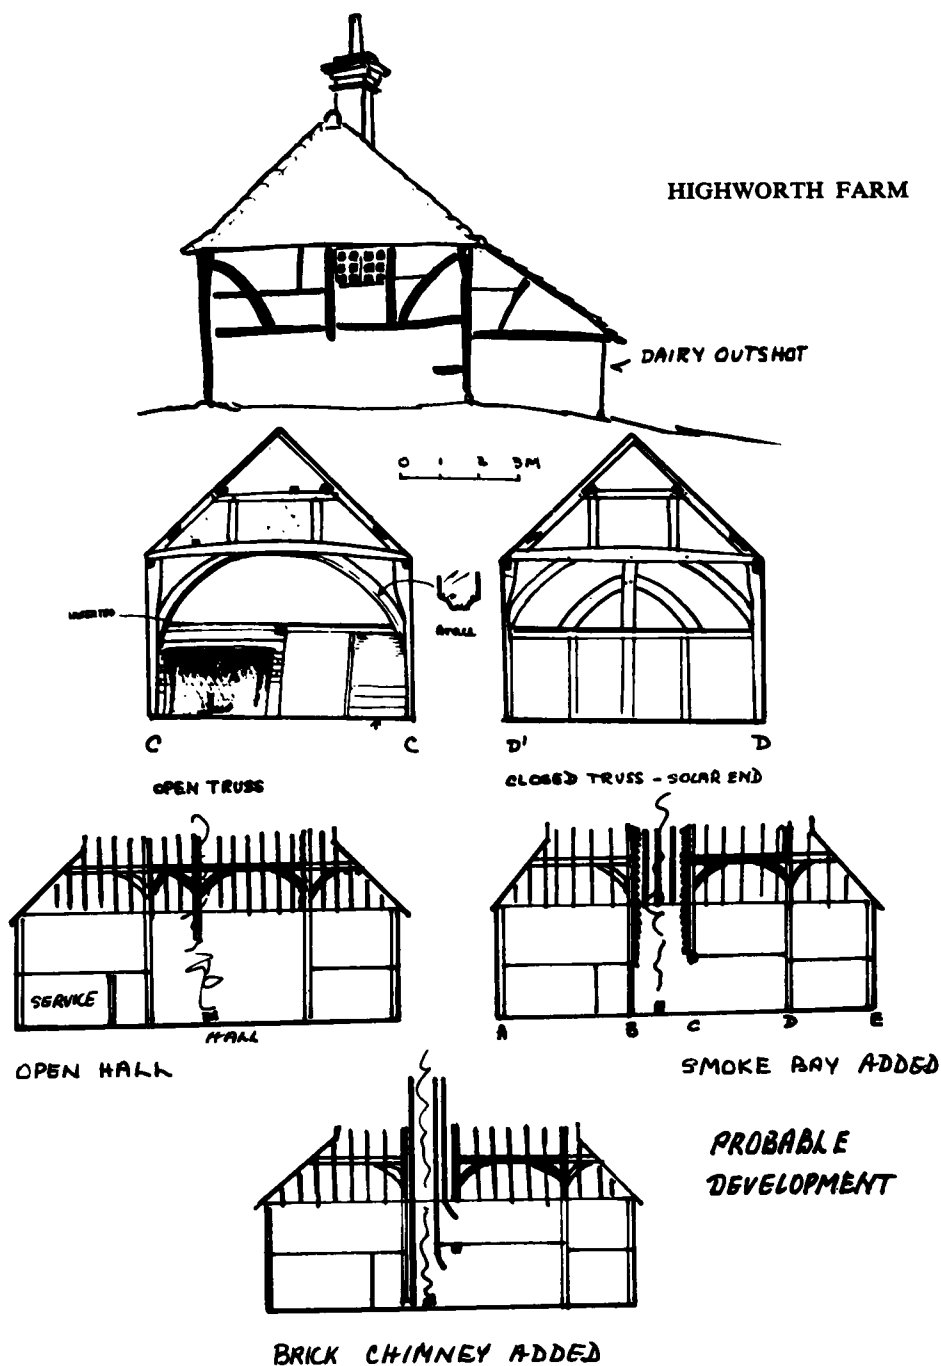 HIGHWORTH FARM
DAIRY OUTSHOT
0 1 2 3M
INSERTED
C C
D' D
OPEN TRUSS
CLOSED TRUSS - SOLAR END
SERVICE
HALL
A B C D E
OPEN HALL
SMOKE BAY ADDED
PROBABLE
DEVELOPMENT
BRICK CHIMNEY ADDED